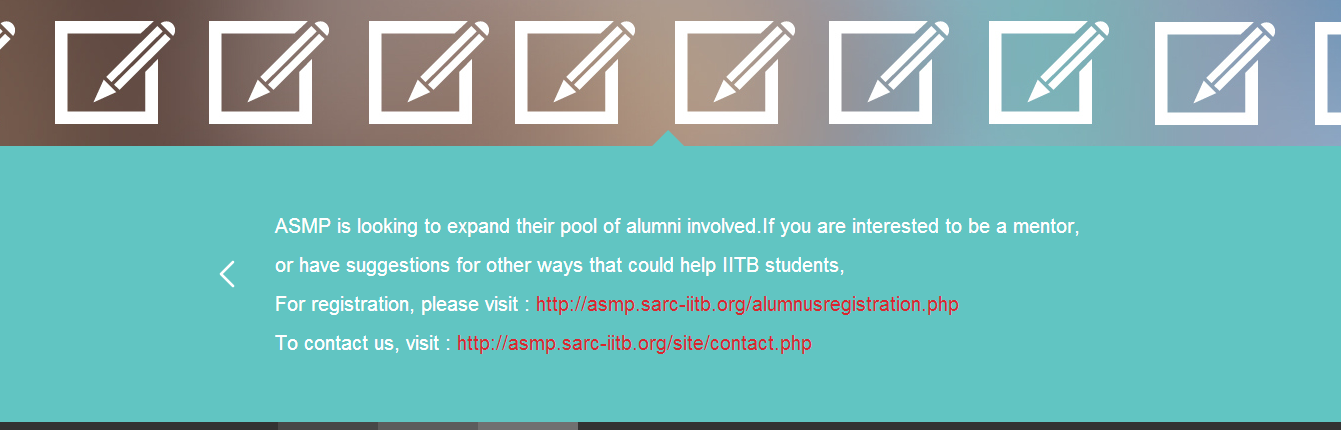 ASMP is looking to expand their pool of alumni involved.If you are interested to be a mentor,
or have suggestions for other ways that could help IITB students,
For registration, please visit : http://asmp.sarc-iitb.org/alumnusregistration.php
To contact us, visit : http://asmp.sarc-iitb.org/site/contact.php